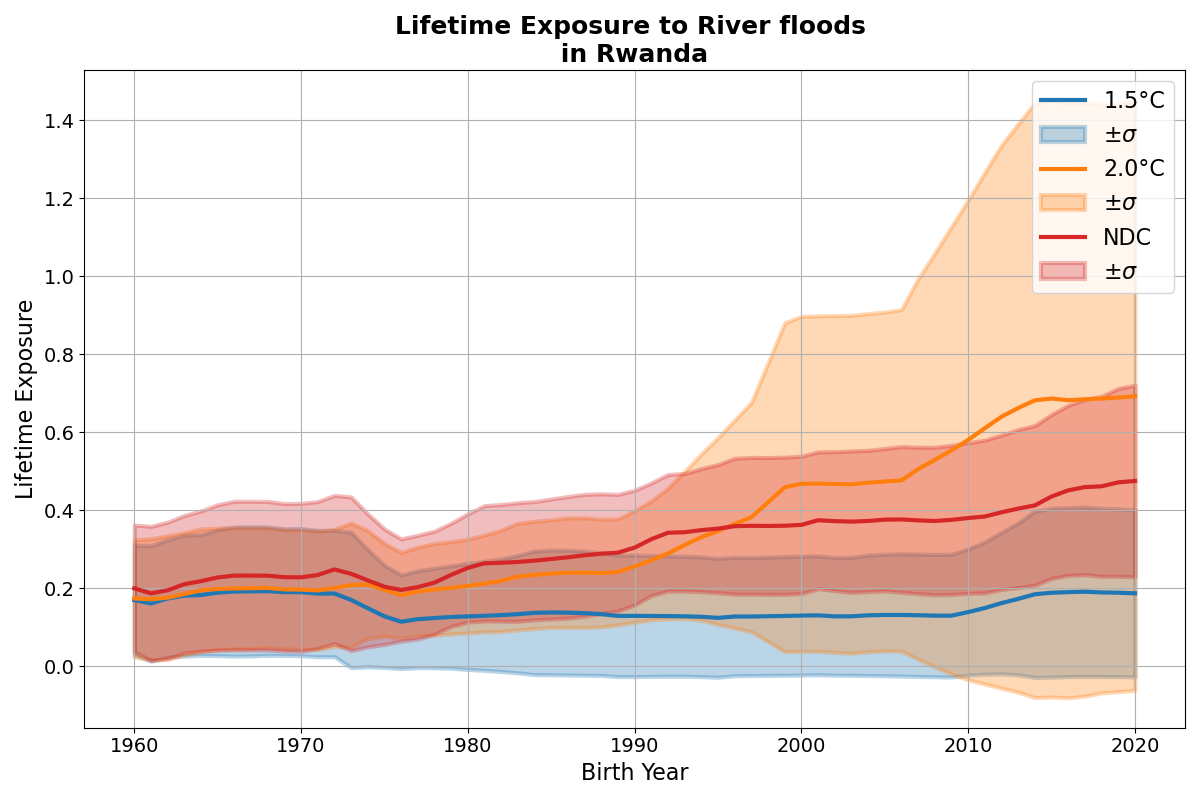 Lifetime Exposure to River floods
in Rwanda
1.5°C
±σ
2.0°C
±σ
NDC
±σ
Lifetime Exposure
1.4
1.2
1.0
0.8
0.6
0.4
0.2
0.0
1960 1970 1980 1990 2000 2010 2020
Birth Year